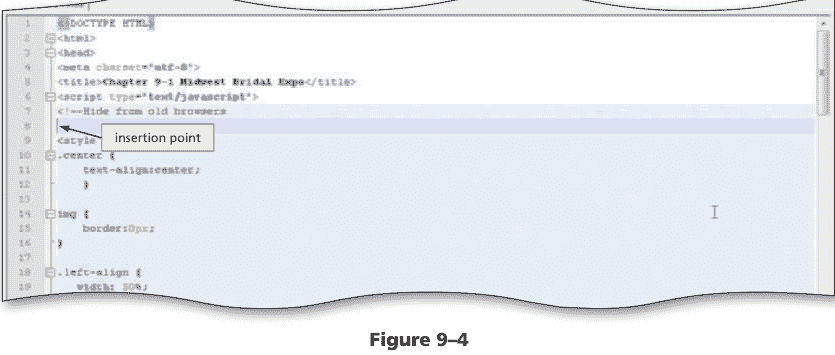 1 <!DOCTYPE HTML>
2 <html>
3 <head>
4 <meta charset="utf-8">
5 <title>Chapter 9-1 Midwest Bridal Expo</title>
6 <script type="text/javascript">
7 <!--Hide from old browsers
8
insertion point
9 <style
10 .center {
11 text-align:center;
12 }
13
14 img {
15 border:0px;
16 }
17
18 .left-align {
19 width: 50%;
Figure 9–4